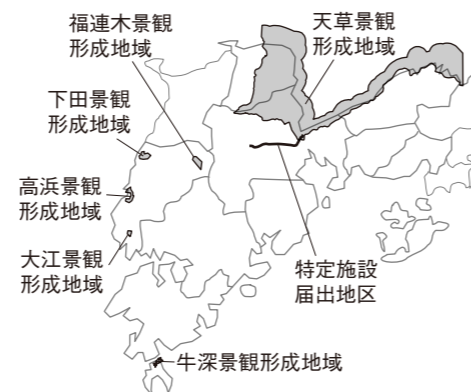 福連木景観
形成地域
天草景観
形成地域
下田景観
形成地域
高浜景観
形成地域
大江景観
形成地域
特定施設
届出地区
牛深景観形成地域